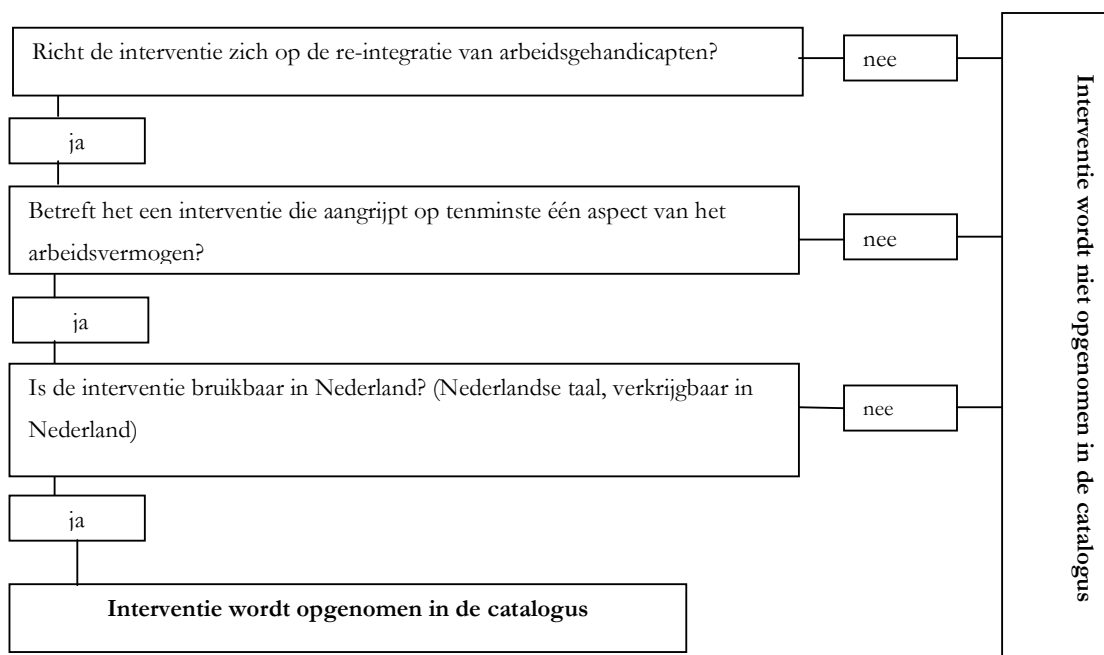 Richt de interventie zich op de re-integratie van arbeidsgehandicapten?
nee
ja
Betreft het een interventie die aangrijpt op tenminste één aspect van het
arbeidsvermogen?
nee
ja
Is de interventie bruikbaar in Nederland? (Nederlandse taal, verkrijgbaar in
Nederland)
nee
ja
Interventie wordt opgenomen in de catalogus
Interventie wordt niet opgenomen in de catalogus